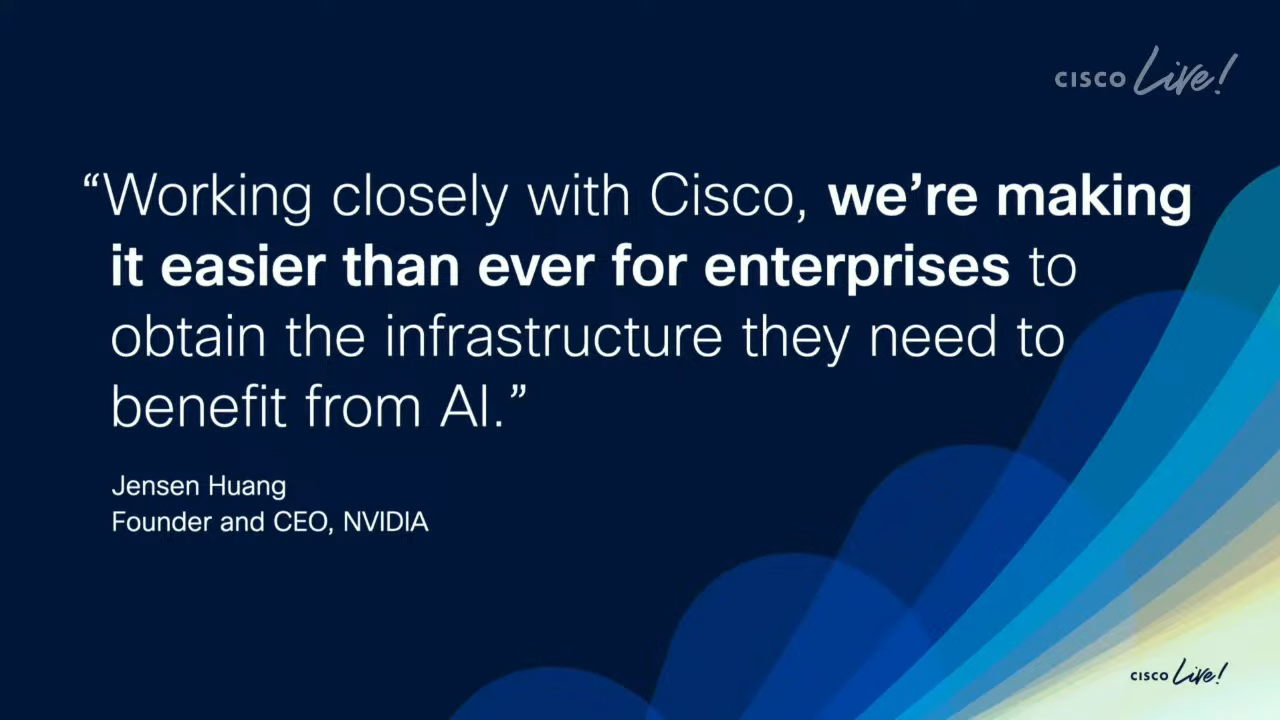 CISCO Live!
“Working closely with Cisco, we’re making
it easier than ever for enterprises to
obtain the infrastructure they need to
benefit from AI.”
Jensen Huang
Founder and CEO, NVIDIA
CISCO Live!